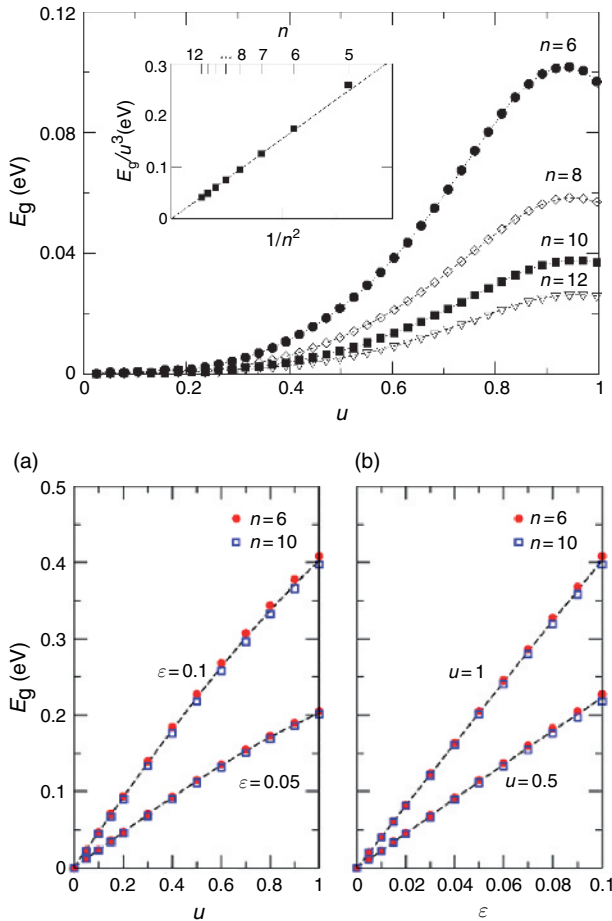 n
12 ... 8 7 6 5
0.3
0.2
0.1
0
E_g/u^3 (eV)
1/n^2
0.12
0.08
0.04
0
E_g (eV)
n=6
n=8
n=10
n=12
0 0.2 0.4 0.6 0.8 1
u
(a) (b)
0.5
0.4
0.3
0.2
0.1
0
E_g (eV)
n=6
n=10
ε=0.1
ε=0.05
0.2 0.4 0.6 0.8 1
u
n=6
n=10
u=1
u=0.5
0 0.02 0.04 0.06 0.08 0.1
ε